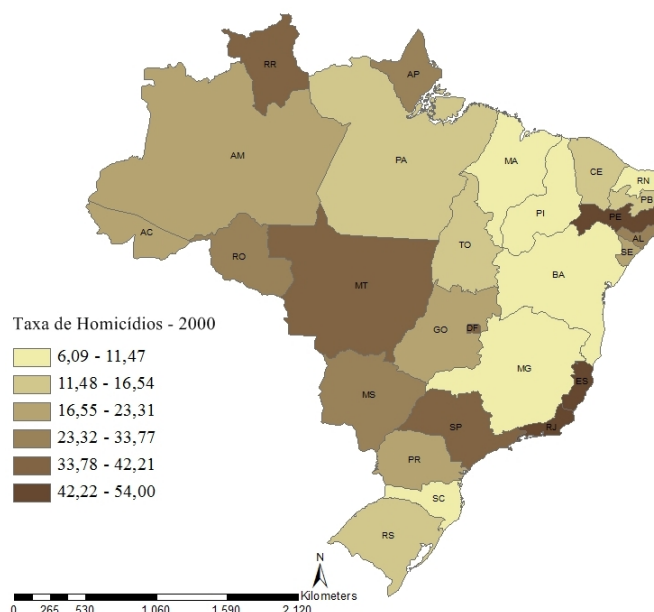 RR
AP
AM
PA
MA
CE
RN
PB
PI
PE
AC
TO
AL
SE
RO
BA
MT
Taxa de Homicídios - 2000
GO
DF
6,09 - 11,47
11,48 - 16,54
MG
16,55 - 23,31
ES
MS
23,32 - 33,77
SP
RJ
33,78 - 42,21
PR
42,22 - 54,00
SC
RS
N
Kilometers
0 265 530 1.060 1.590 2.120